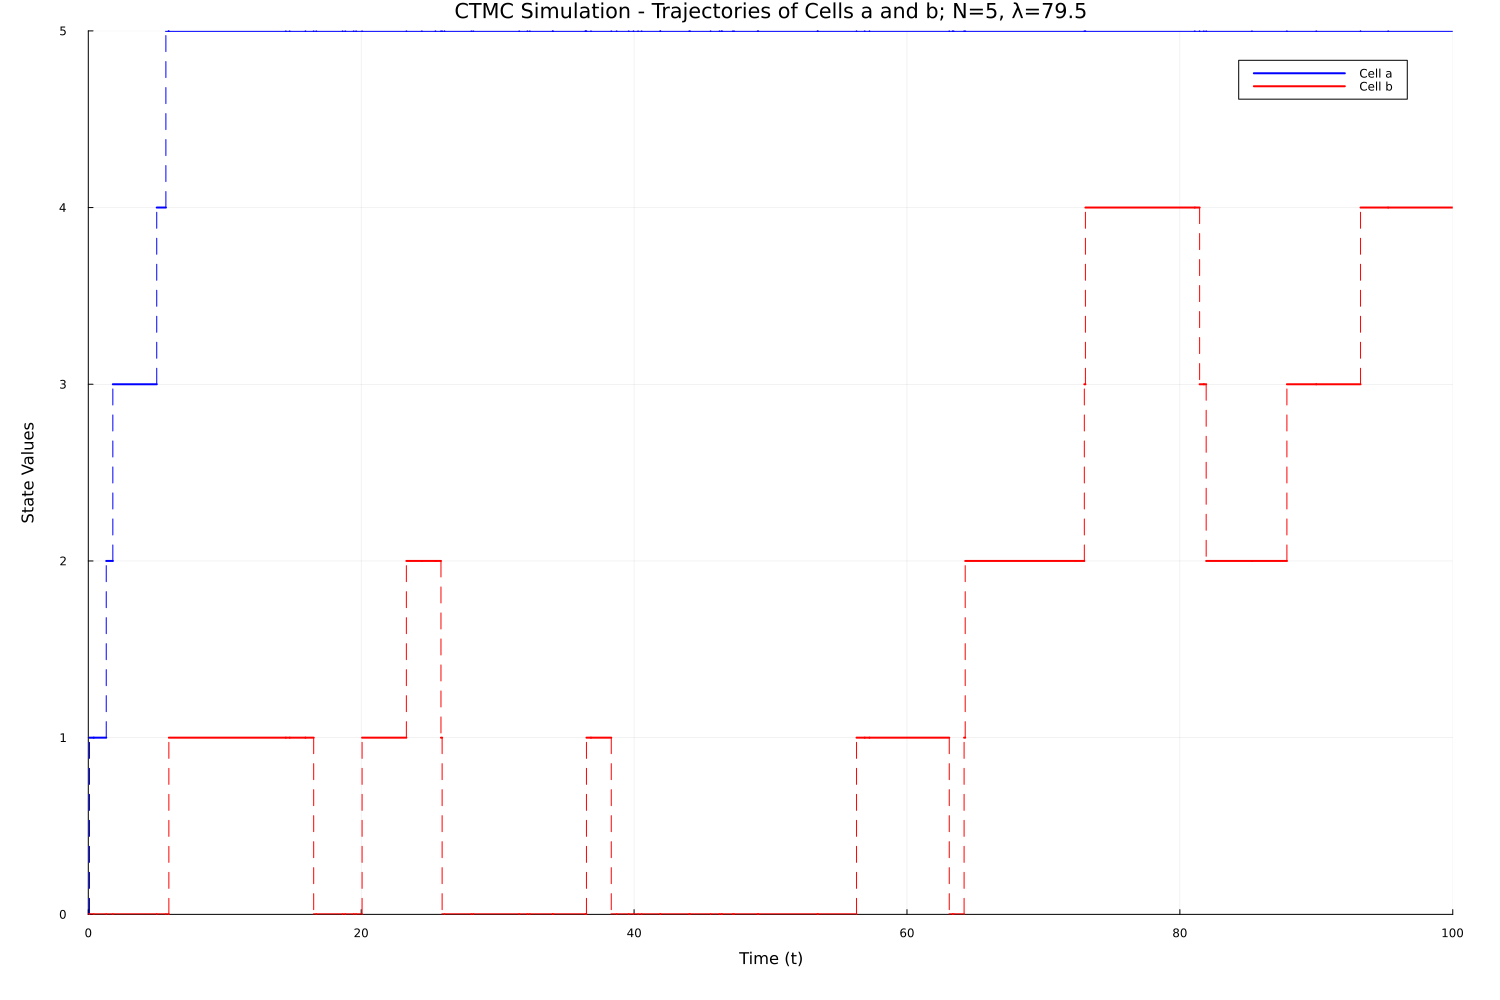 CTMC Simulation - Trajectories of Cells a and b; N=5, λ=79.5
5
Cell a
Cell b
4
3
State Values
2
1
0
0 20 40 60 80 100
Time (t)